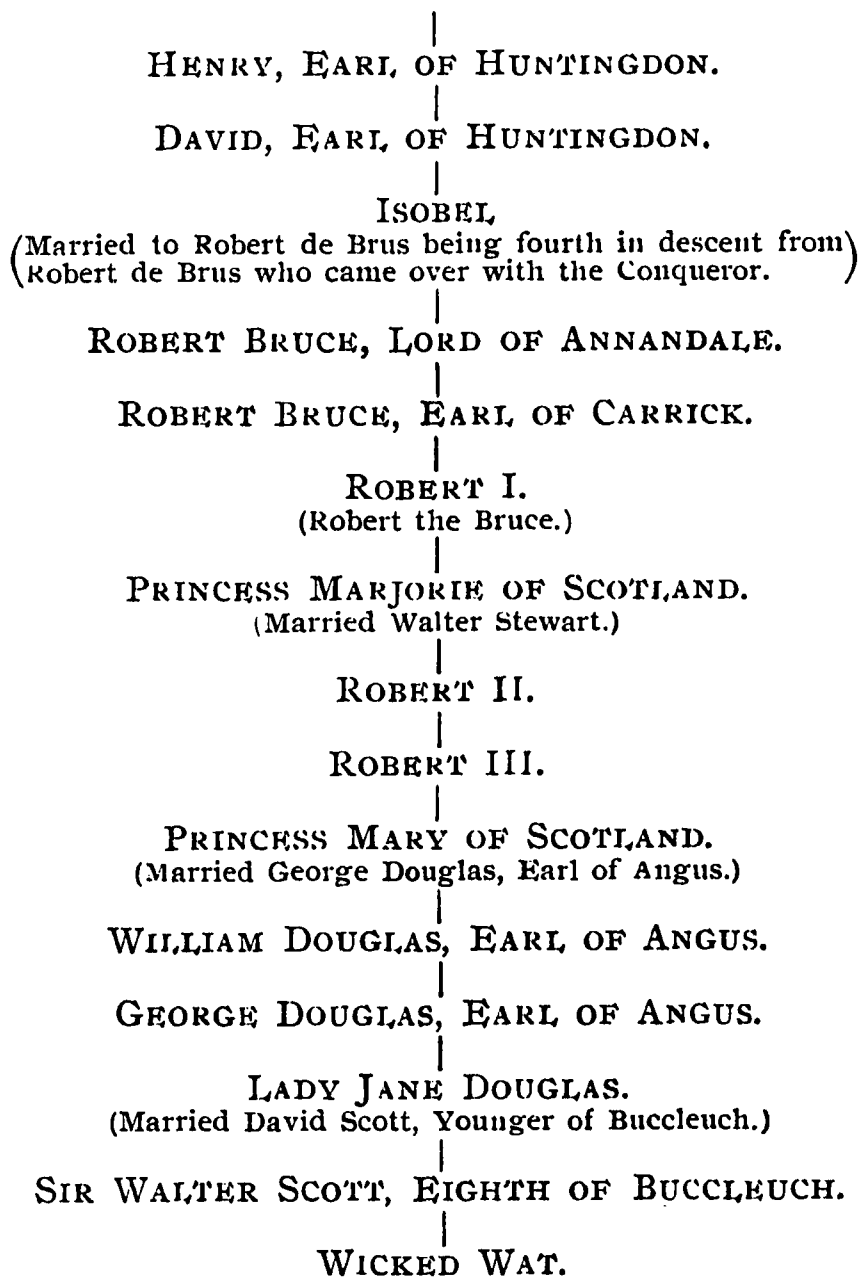 HENRY, EARL OF HUNTINGDON.
DAVID, EARL OF HUNTINGDON.
ISOBEL
(Married to Robert de Brus being fourth in descent from
Robert de Brus who came over with the Conqueror.)
ROBERT BRUCE, LORD OF ANNANDALE.
ROBERT BRUCE, EARL OF CARRICK.
ROBERT I.
(Robert the Bruce.)
PRINCESS MARJORIE OF SCOTLAND.
(Married Walter Stewart.)
ROBERT II.
ROBERT III.
PRINCESS MARY OF SCOTLAND.
(Married George Douglas, Earl of Angus.)
WILLIAM DOUGLAS, EARL OF ANGUS.
GEORGE DOUGLAS, EARL OF ANGUS.
LADY JANE DOUGLAS.
(Married David Scott, Younger of Buccleuch.)
SIR WALTER SCOTT, EIGHTH OF BUCCLEUCH.
WICKED WAT.